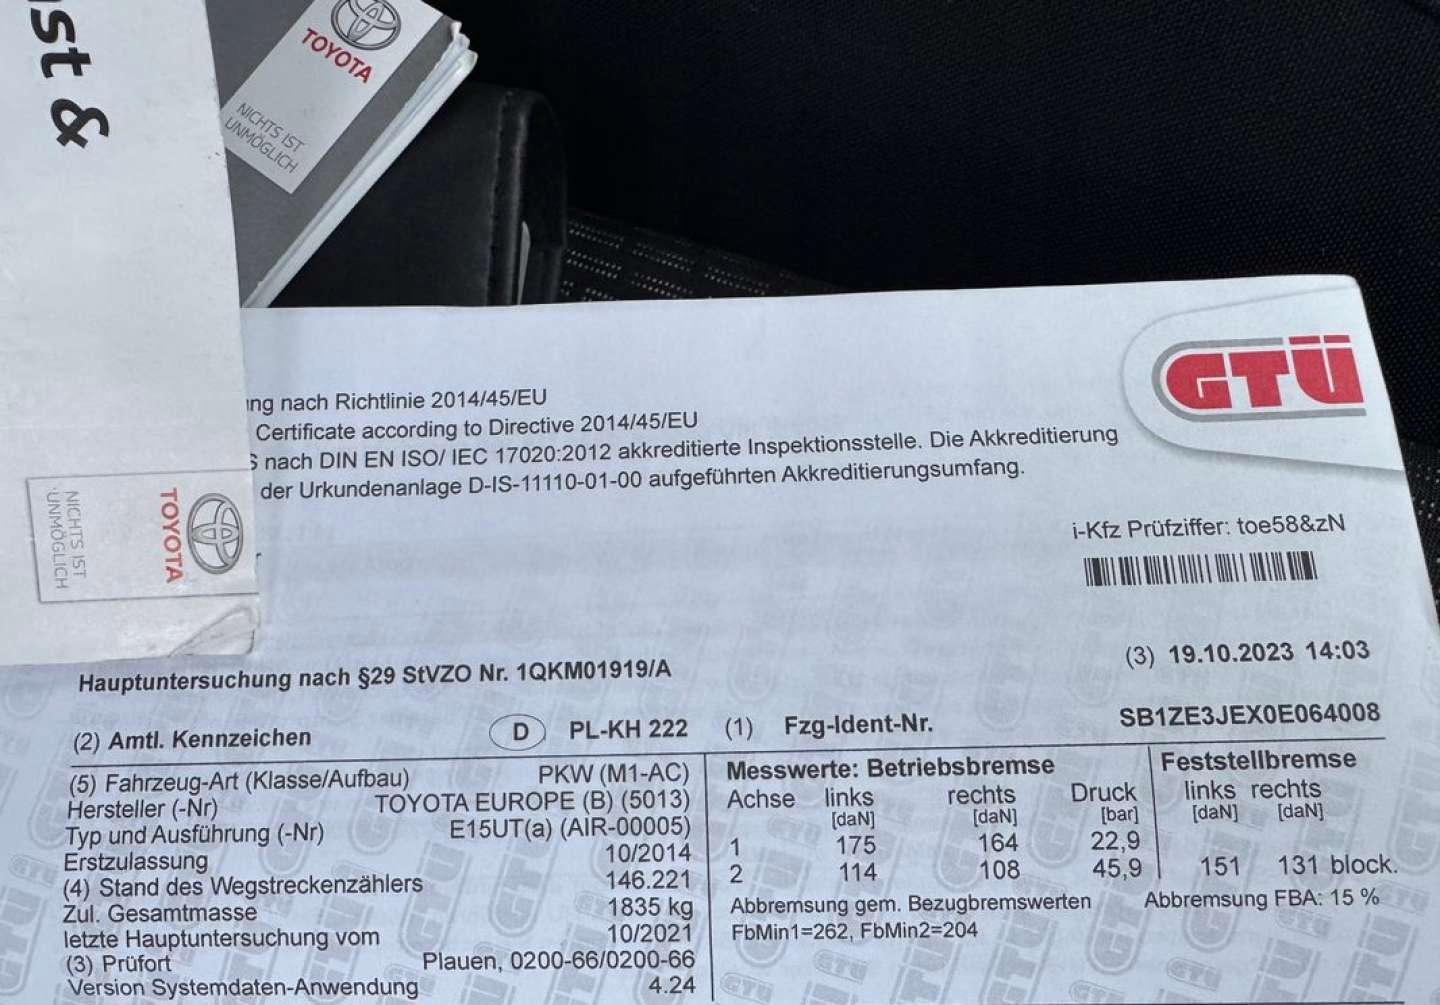 st &
TOYOTA
NICHTS IST
UNMÖGLICH
GTÜ
ng nach Richtlinie 2014/45/EU
Certificate according to Directive 2014/45/EU
S nach DIN EN ISO/ IEC 17020:2012 akkreditierte Inspektionsstelle. Die Akkreditierung
der Urkundenanlage D-IS-11110-01-00 aufgeführten Akkreditierungsumfang.
TOYOTA
NICHTS IST
UNMÖGLICH
i-Kfz Prüfziffer: toe58&zN
(3) 19.10.2023 14:03
Hauptuntersuchung nach §29 StVZO Nr. 1QKM01919/A
(2) Amtl. Kennzeichen D PL-KH 222 (1) Fzg-Ident-Nr. SB1ZE3JEX0E064008
(5) Fahrzeug-Art (Klasse/Aufbau) PKW (M1-AC)
Hersteller (-Nr) TOYOTA EUROPE (B) (5013)
Typ und Ausführung (-Nr) E15UT(a) (AIR-00005)
Erstzulassung 10/2014
(4) Stand des Wegstreckenzählers 146.221
Zul. Gesamtmasse 1835 kg
letzte Hauptuntersuchung vom 10/2021
(3) Prüfort Plauen, 0200-66/0200-66
Version Systemdaten-Anwendung 4.24
Messwerte: Betriebsbremse Feststellbremse
Achse links rechts Druck links rechts
[daN] [daN] [bar] [daN] [daN]
1 175 164 22,9
2 114 108 45,9 151 131 block.
Abbremsung gem. Bezugbremswerten Abbremsung FBA: 15 %
FbMin1=262, FbMin2=204